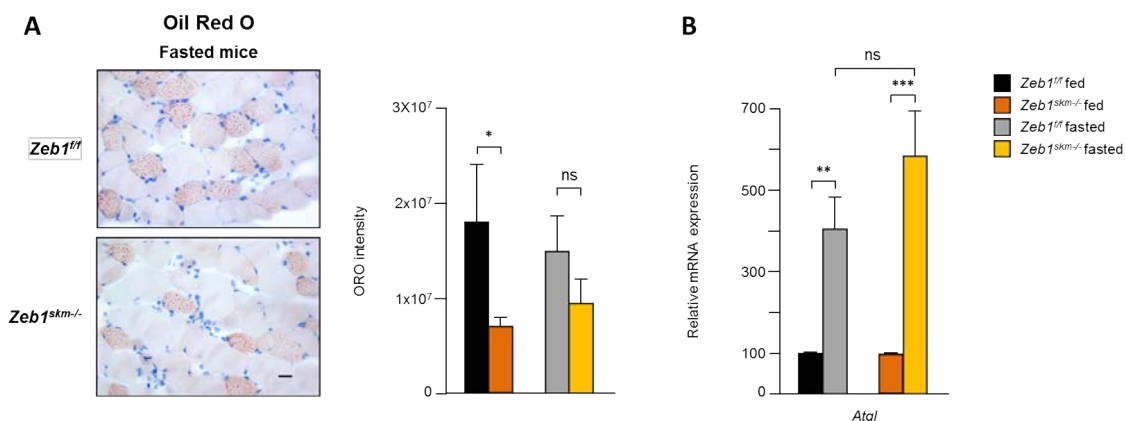 A
Oil Red O
Fasted mice
Zeb1f/f
Zeb1skm-/-
ORO intensity
3X10⁷
2x10⁷
1x10⁷
0
*
ns
B
Relative mRNA expression
700
500
300
100
0
**
***
ns
Atgl
Zeb1f/f fed
Zeb1skm-/- fed
Zeb1f/f fasted
Zeb1skm-/- fasted